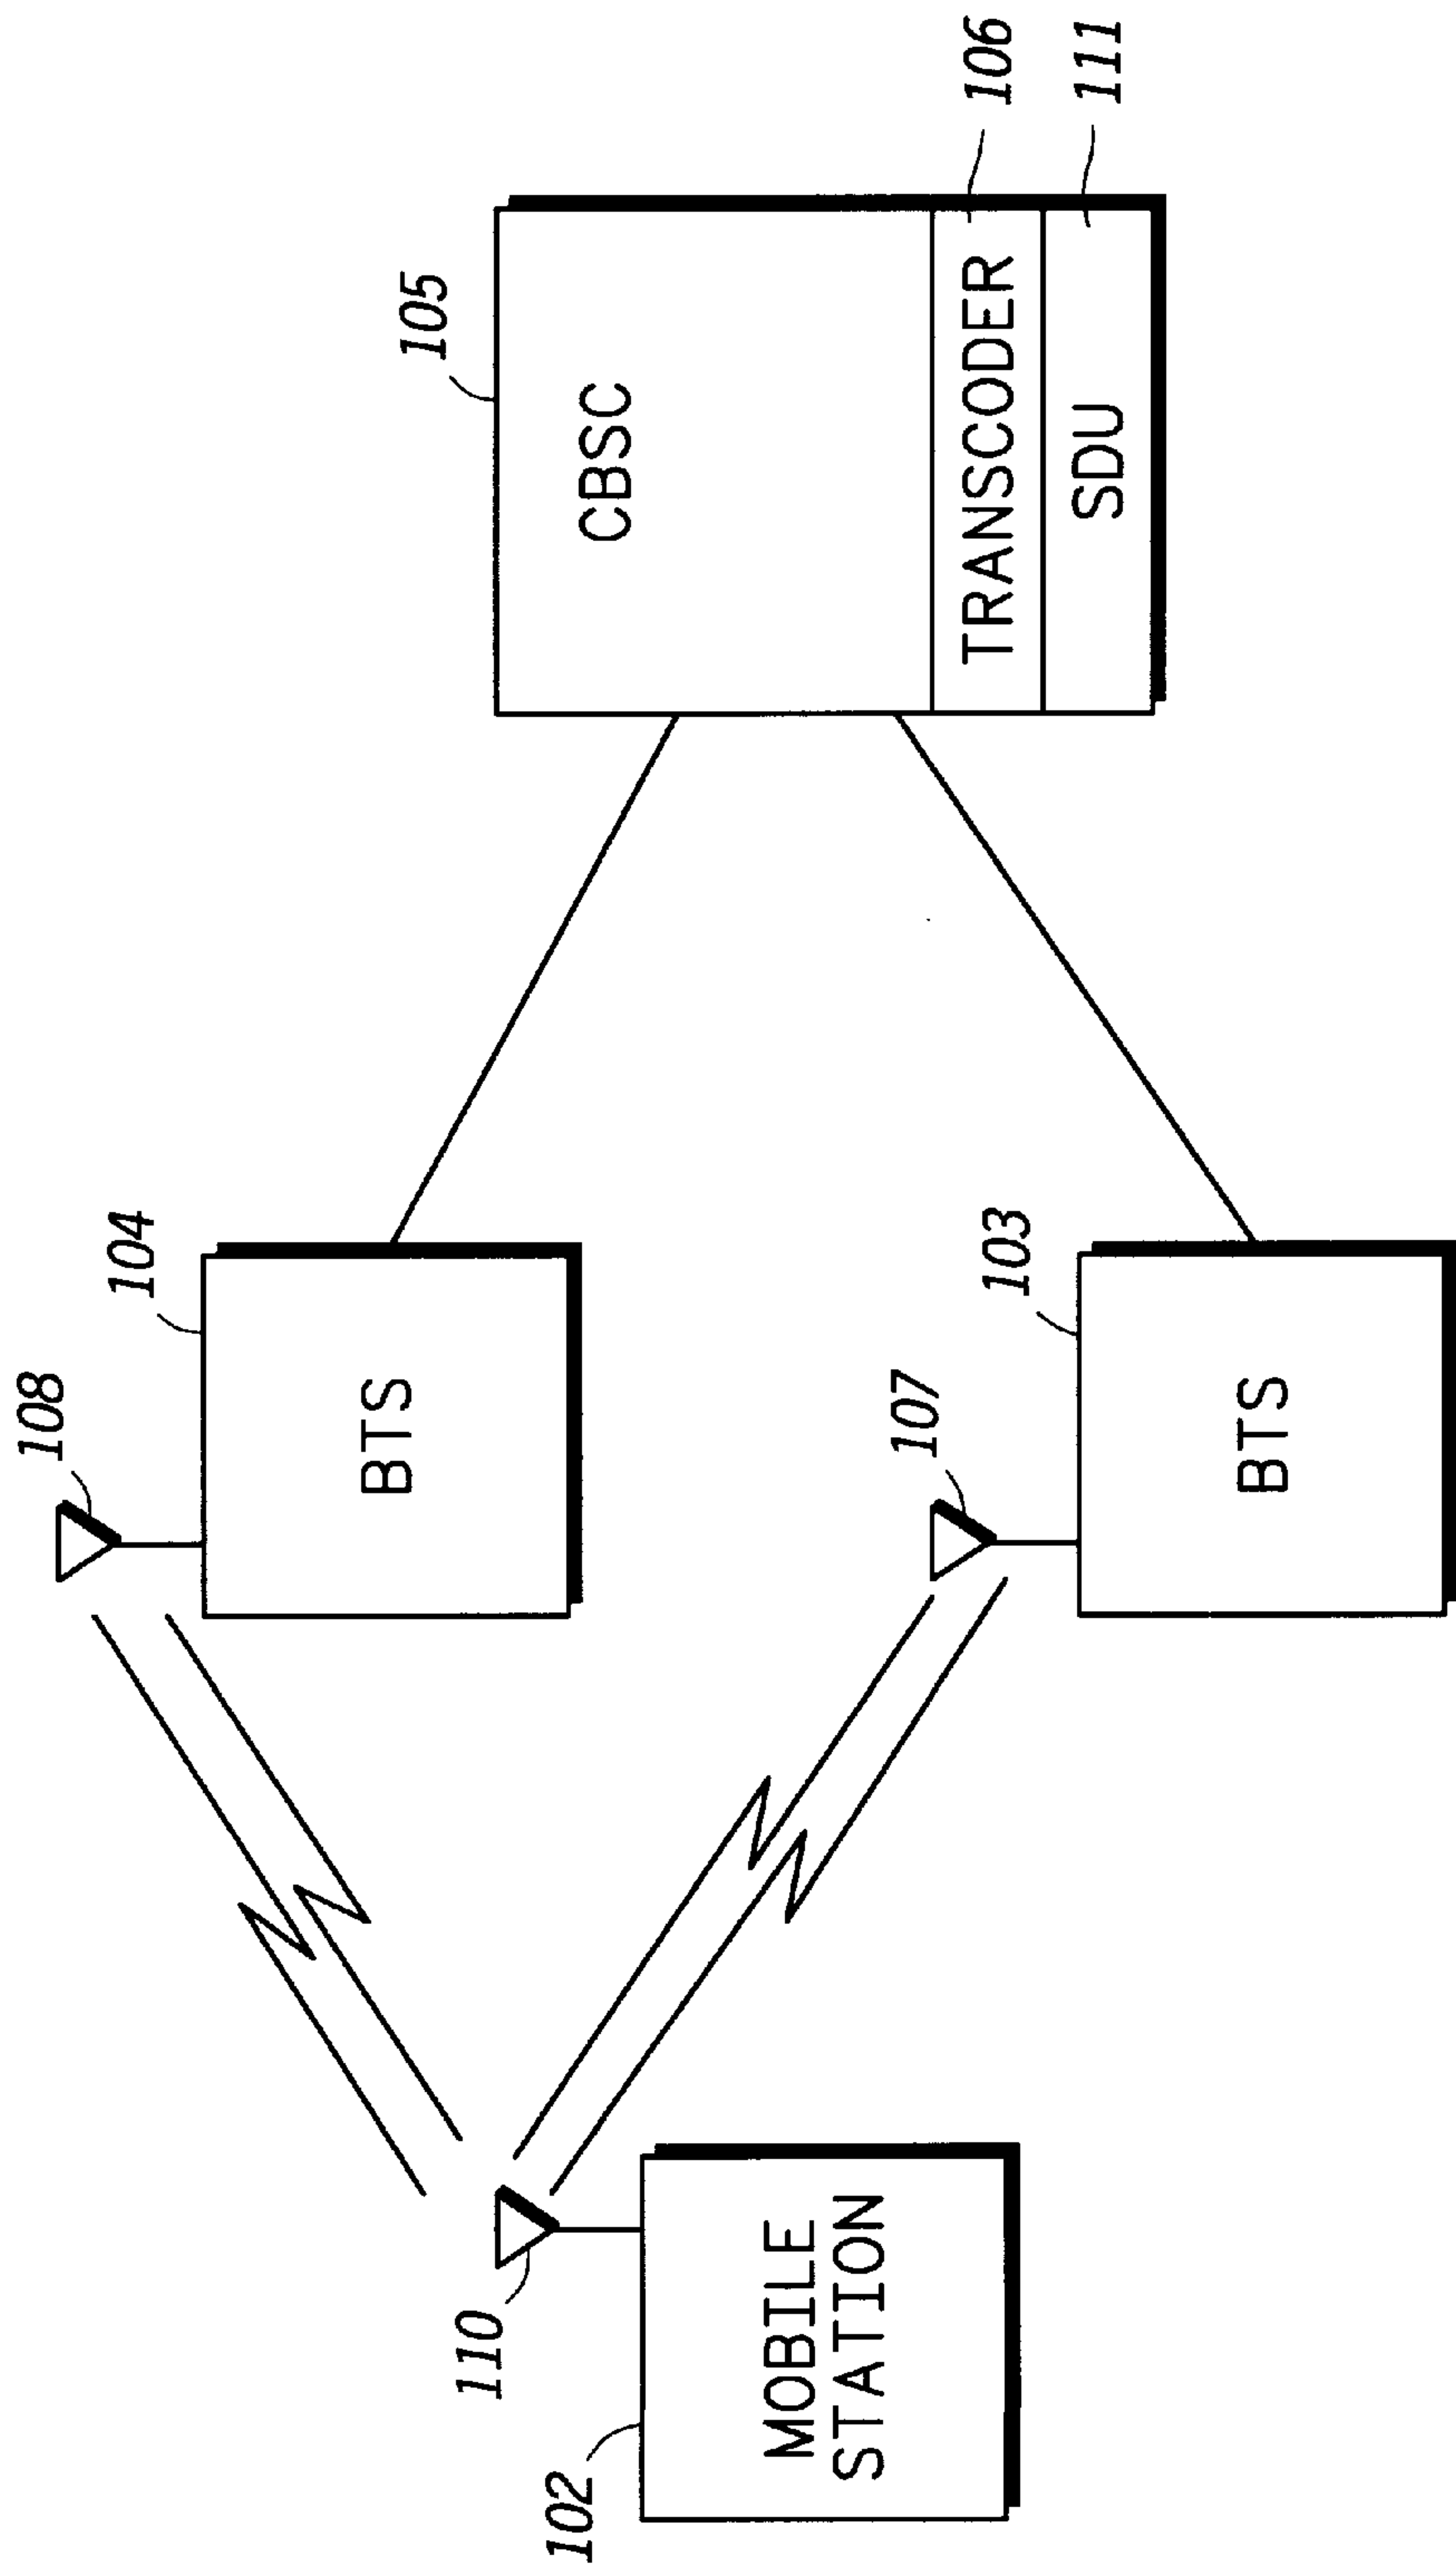 108
104
BTS
105
CBSC
110
102
MOBILE
STATION
107
103
BTS
TRANSCODER
106
SDU
111